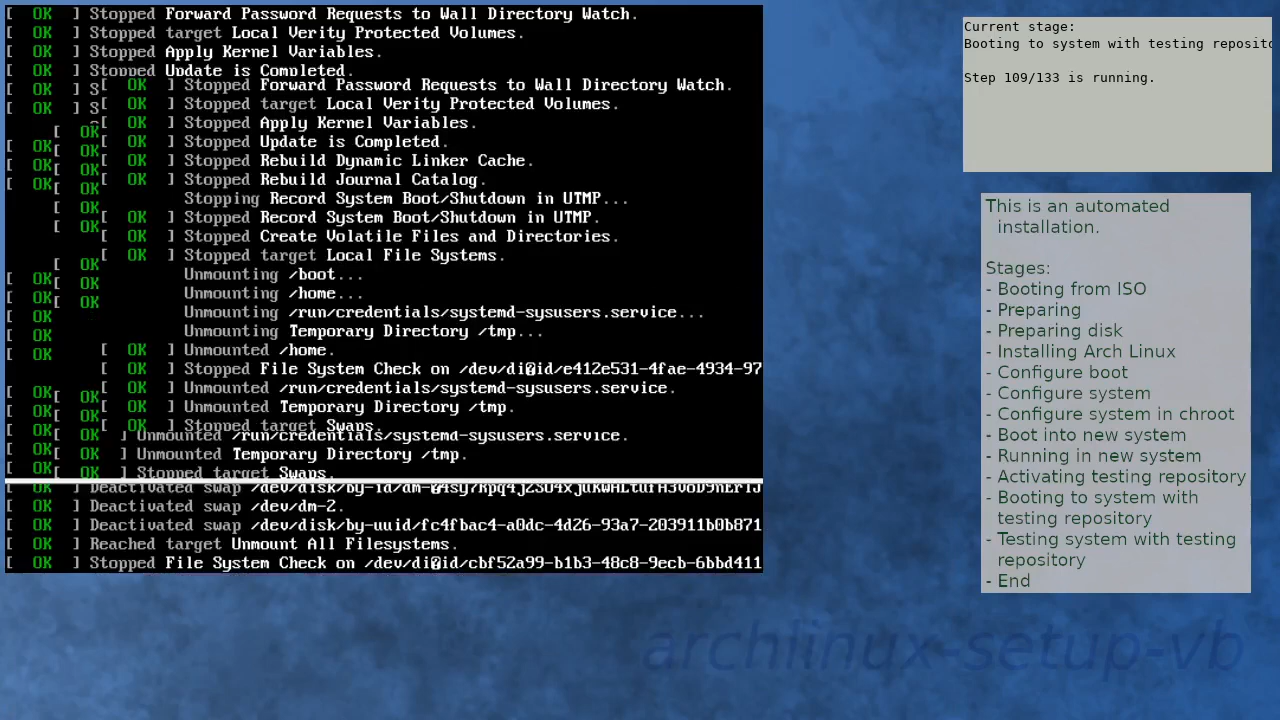 [  OK  ] Stopped Forward Password Requests to Wall Directory Watch.
[  OK  ] Stopped target Local Verity Protected Volumes.
[  OK  ] Stopped Apply Kernel Variables.
[  OK  ] Stopped Update is Completed.
[  OK  ] Stopped Forward Password Requests to Wall Directory Watch.
[  OK  ] Stopped target Local Verity Protected Volumes.
[  OK  ] Stopped Apply Kernel Variables.
[  OK  ] Stopped Update is Completed.
[  OK  ] Stopped Rebuild Dynamic Linker Cache.
[  OK  ] Stopped Rebuild Journal Catalog.
Stopping Record System Boot/Shutdown in UTMP...
[  OK  ] Stopped Record System Boot/Shutdown in UTMP.
[  OK  ] Stopped Create Volatile Files and Directories.
[  OK  ] Stopped target Local File Systems.
Unmounting /boot...
Unmounting /home...
Unmounting /run/credentials/systemd-sysusers.service...
Unmounting Temporary Directory /tmp...
[  OK  ] Unmounted /home.
[  OK  ] Stopped File System Check on /dev/di�id/e412e531-4fae-4934-97
[  OK  ] Unmounted /run/credentials/systemd-sysusers.service.
[  OK  ] Unmounted Temporary Directory /tmp.
[  OK  ] Stopped target Swaps.
[  OK  ] Unmounted /run/credentials/systemd-sysusers.service.
[  OK  ] Unmounted Temporary Directory /tmp.
[  OK  ] Stopped target Swaps.
[  OK  ] Deactivated swap
[  OK  ] Deactivated swap /dev/dm-2.
[  OK  ] Deactivated swap /dev/disk/by-uuid/fc4fbac4-a0dc-4d26-93a7-203911b0b871
[  OK  ] Reached target Unmount All Filesystems.
[  OK  ] Stopped File System Check on /dev/di�id/cbf52a99-b1b3-48c8-9ecb-6bbd411
Current stage:
Booting to system with testing reposito
Step 109/133 is running.
This is an automated
installation.
Stages:
- Booting from ISO
- Preparing
- Preparing disk
- Installing Arch Linux
- Configure boot
- Configure system
- Configure system in chroot
- Boot into new system
- Running in new system
- Activating testing repository
- Booting to system with
testing repository
- Testing system with testing
repository
- End
archlinux-setup-vb